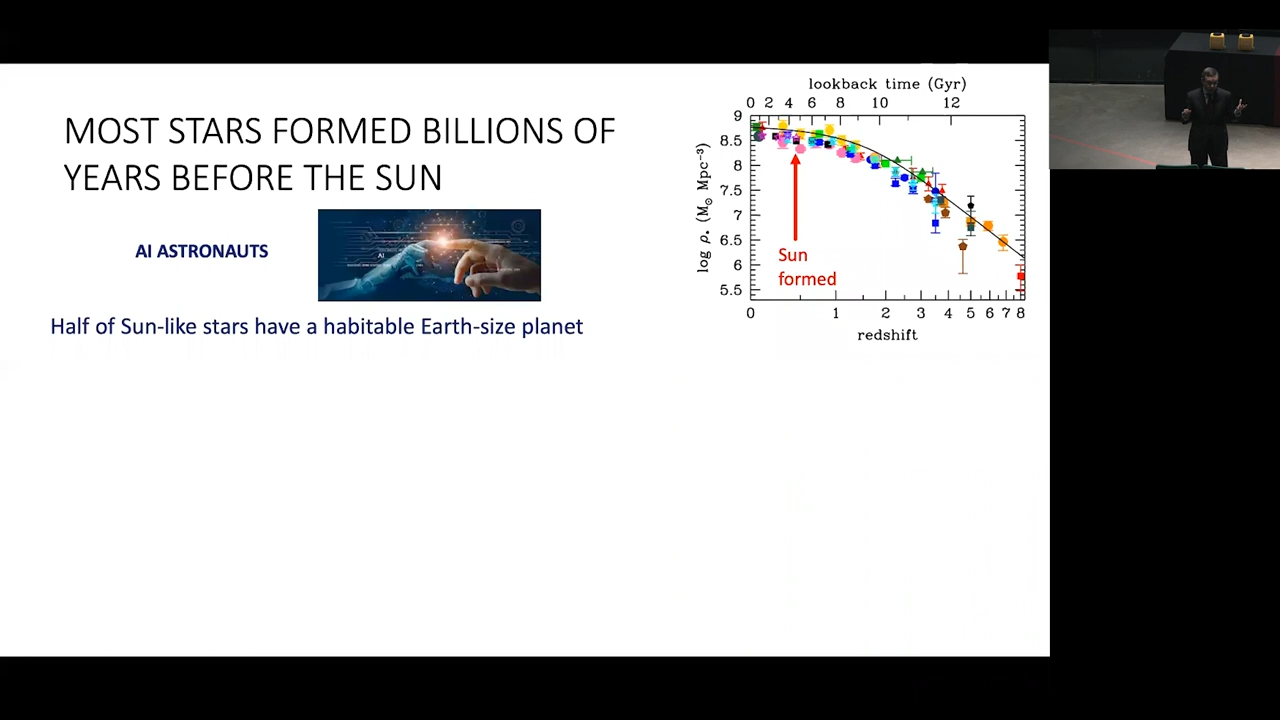 MOST STARS FORMED BILLIONS OF
YEARS BEFORE THE SUN
AI ASTRONAUTS
AI
Half of Sun-like stars have a habitable Earth-size planet
lookback time (Gyr)
0 2 4 6 8 10 12
log ρ* (M⊙ Mpc⁻³)
9
8.5
8
7.5
7
6.5
6
5.5
Sun
formed
0 1 2 3 4 5 6 7 8
redshift